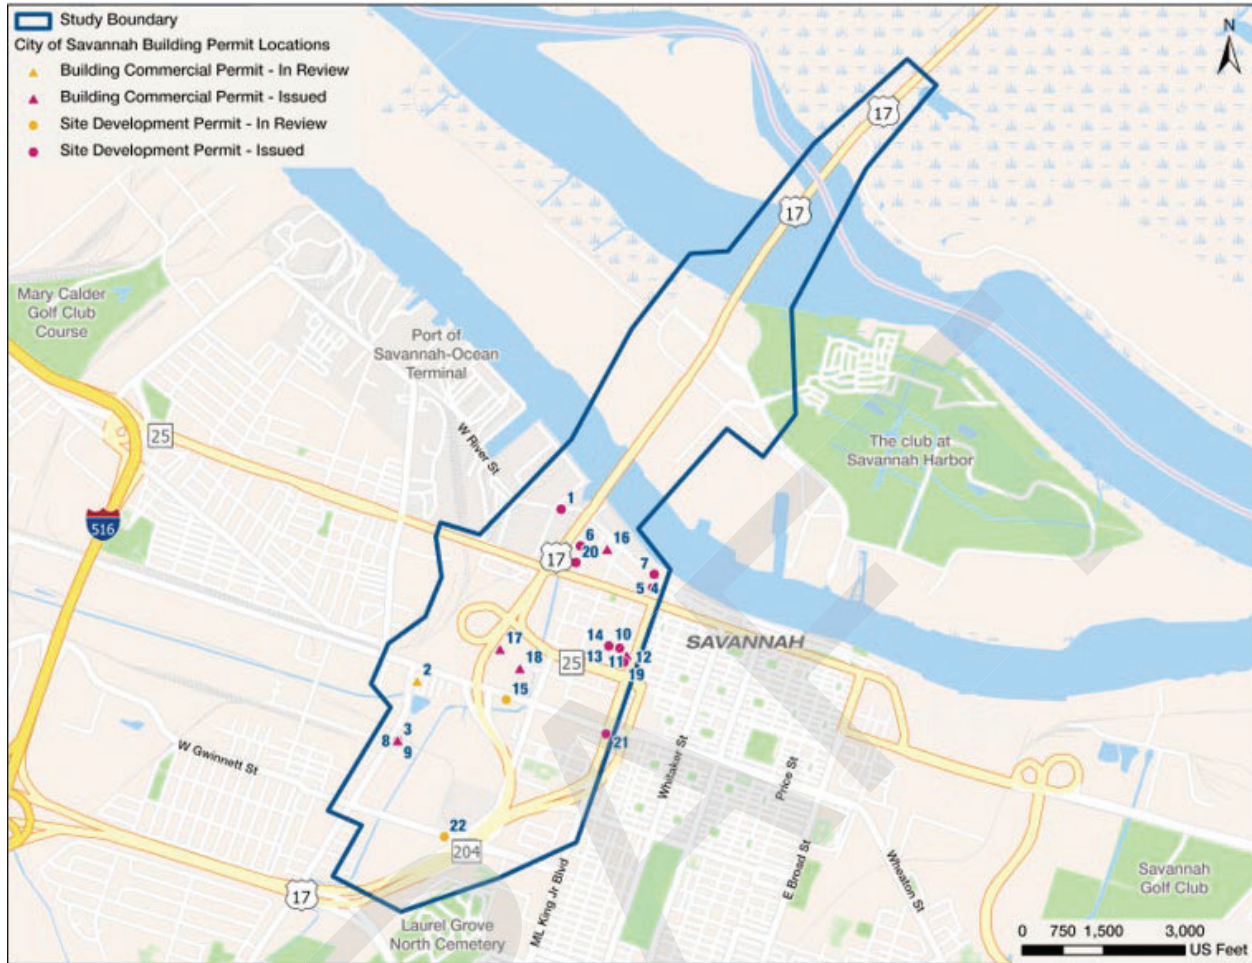 Study Boundary
City of Savannah Building Permit Locations
Building Commercial Permit - In Review
Building Commercial Permit - Issued
Site Development Permit - In Review
Site Development Permit - Issued
N
17
17
Mary Calder
Golf Club
Course
Port of
Savannah-Ocean
Terminal
25
W River St
The club at
Savannah Harbor
516
1
6
16
17
20
7
5
4
14
10
SAVANNAH
17
13
11
12
18
25
19
2
15
3
8
9
21
W Gwinnett St
Whitaker St
Price St
22
204
17
ML King Jr Blvd
E Broad St
Wheaton St
Savannah
Golf Club
Laurel Grove
North Cemetery
0 750 1,500 3,000
US Feet
DRAFT